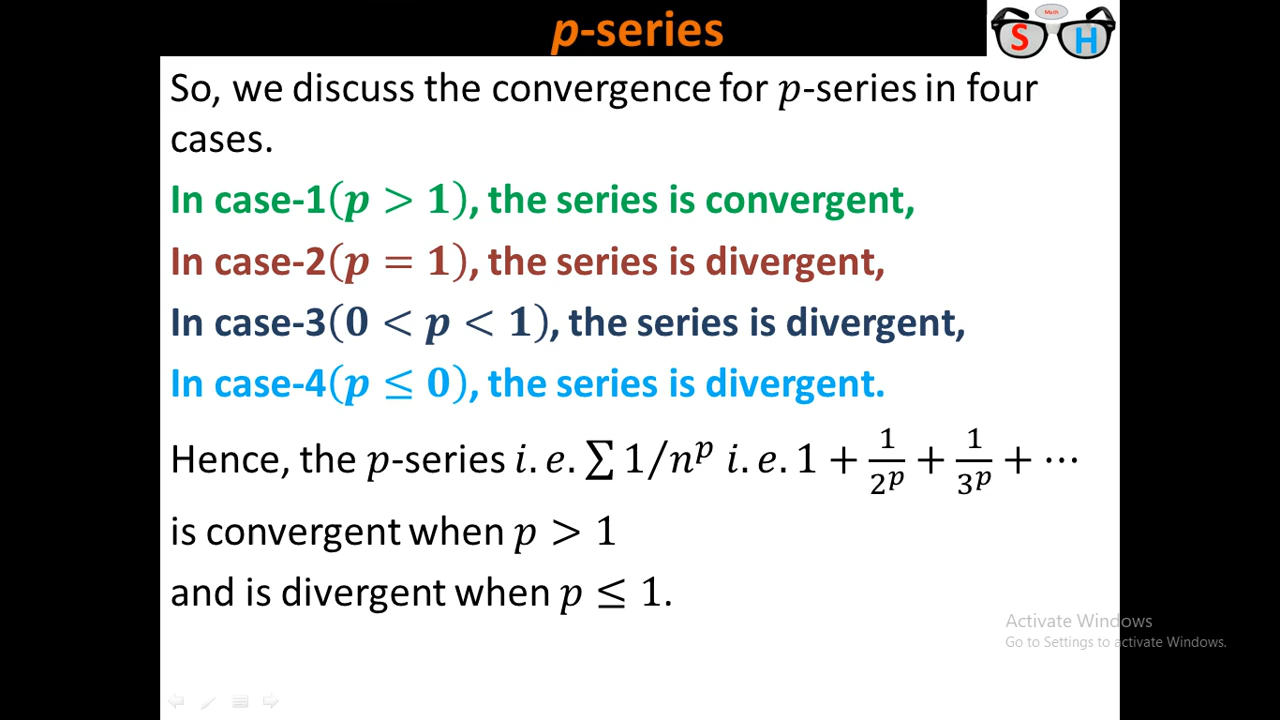 p-series
Math
S H
So, we discuss the convergence for p-series in four
cases.
In case-1(p > 1), the series is convergent,
In case-2(p = 1), the series is divergent,
In case-3(0 < p < 1), the series is divergent,
In case-4(p ≤ 0), the series is divergent.
Hence, the p-series i.e. ∑ 1/n^p i.e. 1 + 1/2^p + 1/3^p + ⋯
is convergent when p > 1
and is divergent when p ≤ 1.
Activate Windows
Go to Settings to activate Windows.